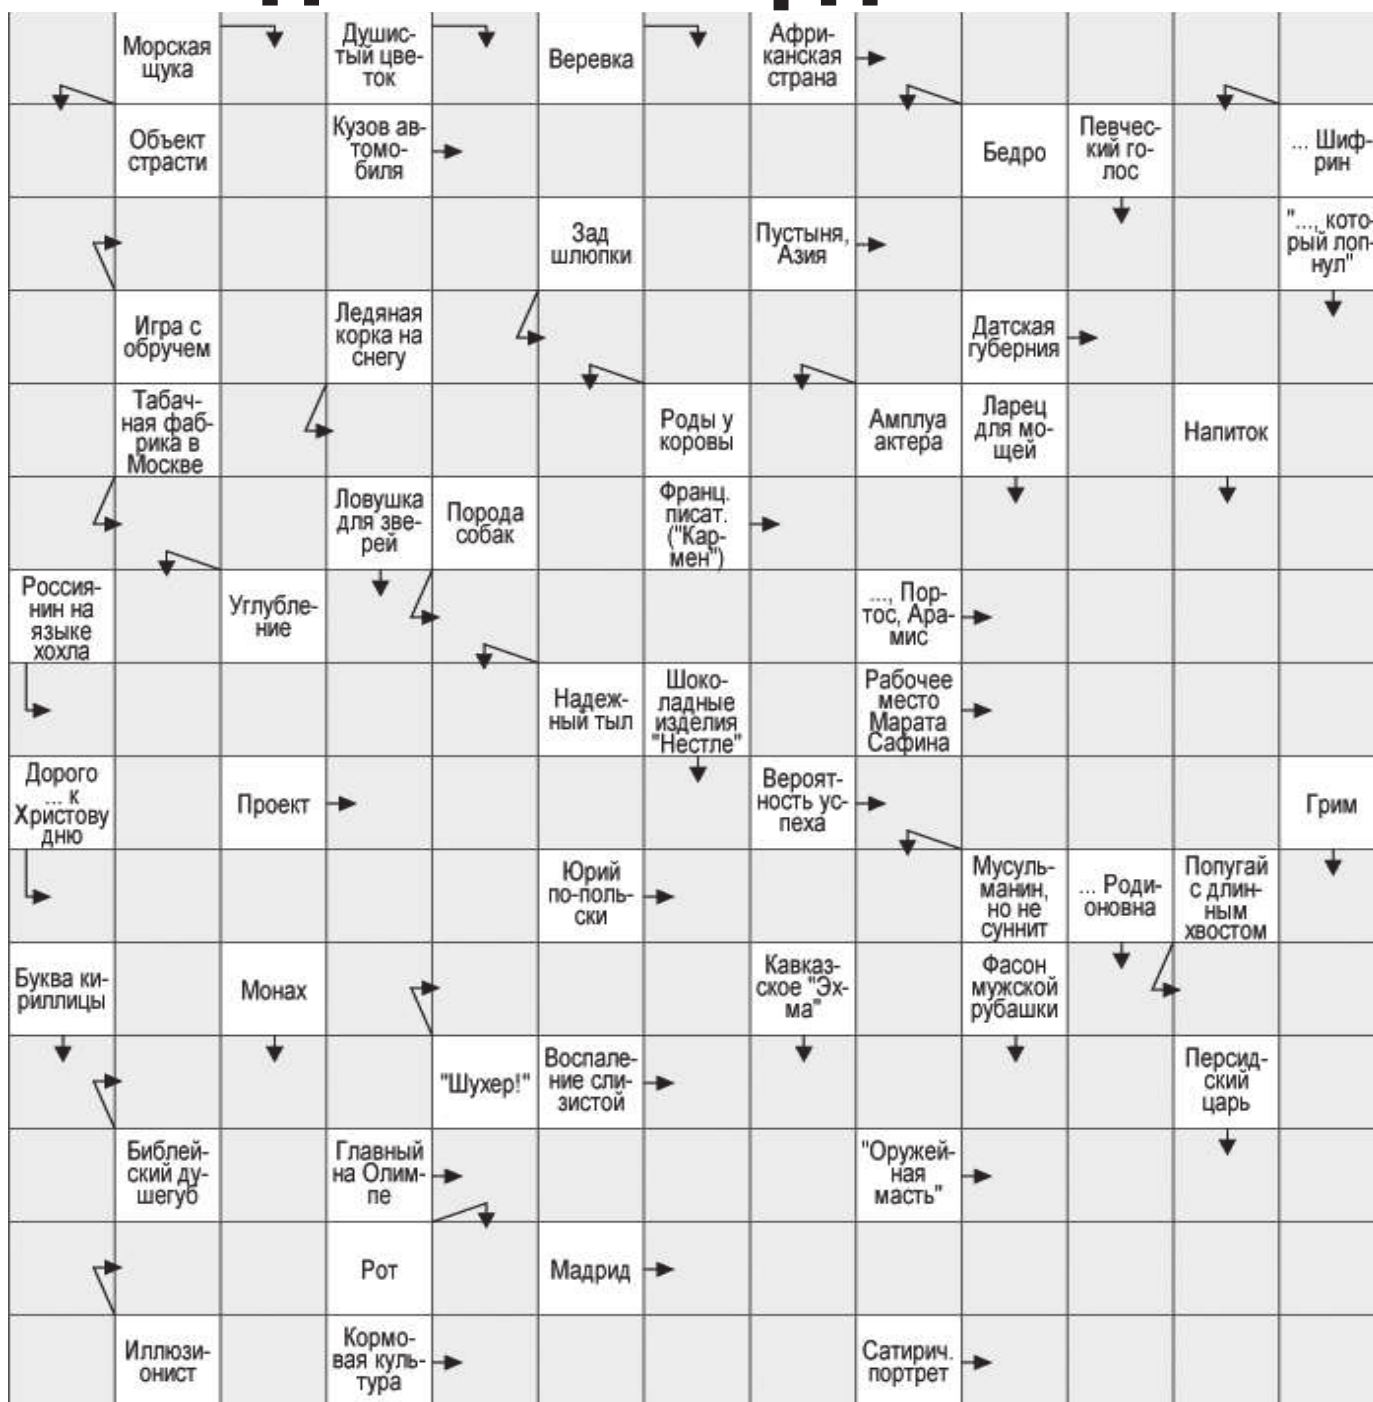 Морская
щука
Душис-
тый цве-
ток
Веревка
Афри-
канская
страна
Объект
страсти
Кузов ав-
томо-
биля
Бедро
Певчес-
кий го-
лос
... Шиф-
рин
Зад
шлюпки
Пустыня,
Азия
"..., кото-
рый лоп-
нул"
Игра с
обручем
Ледяная
корка на
снегу
Датская
губерния
Табач-
ная фаб-
рика в
Москве
Роды у
коровы
Амплуа
актера
Ларец
для мо-
щей
Напиток
Ловушка
для зве-
рей
Порода
собак
Франц.
писат.
("Кар-
мен")
Россия-
нин на
языке
хохла
Углубле-
ние
..., Пор-
тос, Ара-
мис
Надеж-
ный тыл
Шоко-
ладные
изделия
"Нестле"
Рабочее
место
Марата
Сафина
Дорого
... к
Христову
дню
Проект
Вероят-
ность ус-
пеха
Грим
Юрий
по-поль-
ски
Мусуль-
манин,
но не
суннит
... Роди-
оновна
Попугай
с длин-
ным
хвостом
Буква ки-
риллицы
Монах
Кавказ-
ское "Эх-
ма"
Фасон
мужской
рубашки
"Шухер!"
Воспале-
ние сли-
зистой
Персид-
ский
царь
Библей-
ский ду-
шегуб
Главный
на Олим-
пе
"Оружей-
ная
масть"
Рот
Мадрид
Иллюзи-
онист
Кормо-
вая куль-
тура
Сатирич.
портрет